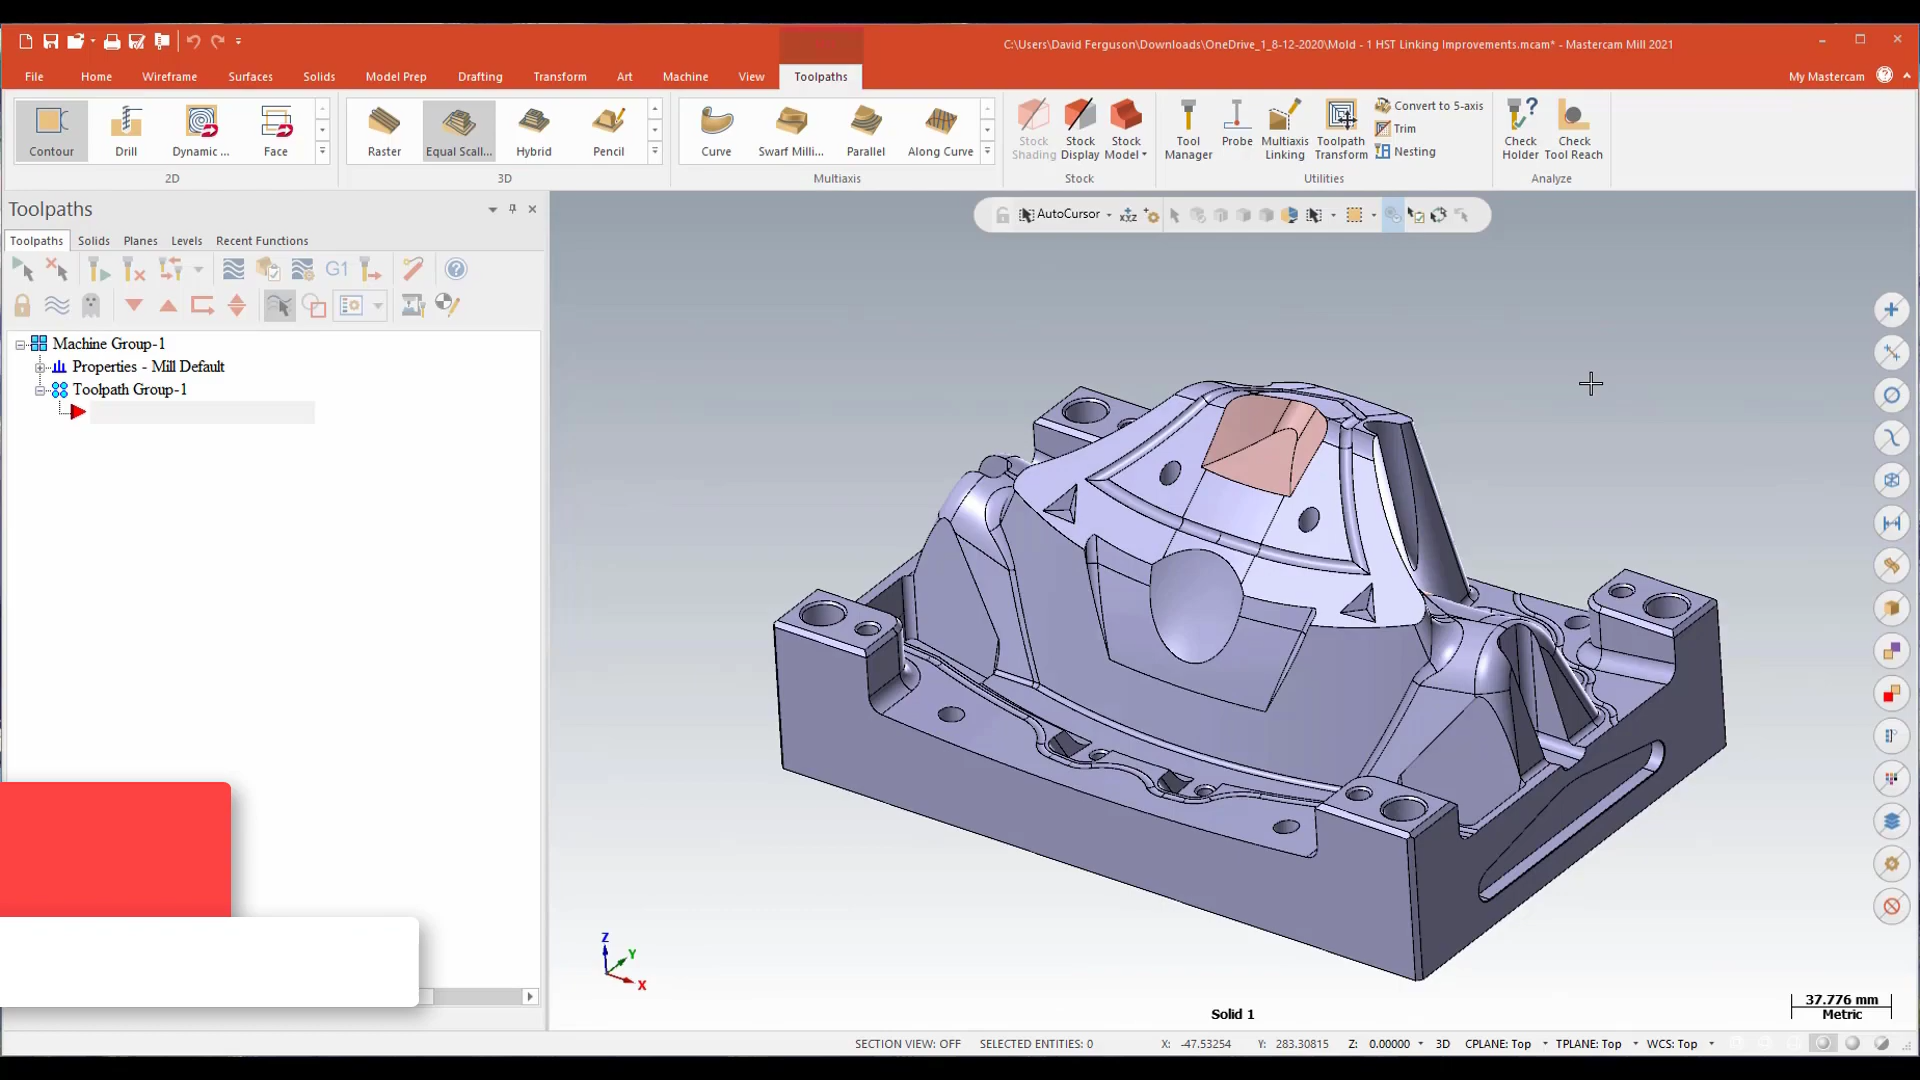 C:\Users\David Ferguson\Downloads\OneDrive_1_8-12-2020\Mold - 1 HST Linking Improvements.mcam* - Mastercam Mill 2021
File Home Wireframe Surfaces Solids Model Prep Drafting Transform Art Machine View Toolpaths My Mastercam
Contour Drill Dynamic ... Face
2D
Raster Equal Scall... Hybrid Pencil
3D
Curve Swarf Milli... Parallel Along Curve
Multiaxis
Stock Shading
Stock Display
Stock Model
Stock
Tool Manager
Probe
Multiaxis Linking
Toolpath Transform
Convert to 5-axis
Trim
Nesting
Utilities
Check Holder
Check Tool Reach
Analyze
Toolpaths
Toolpaths Solids Planes Levels Recent Functions
G1
AutoCursor
XYZ
Machine Group-1
Properties - Mill Default
Toolpath Group-1
Z
Y
X
Solid 1
37.776 mm
Metric
SECTION VIEW: OFF SELECTED ENTITIES: 0 X: -47.53254 Y: 283.30815 Z: 0.00000 3D CPLANE: Top TPLANE: Top WCS: Top